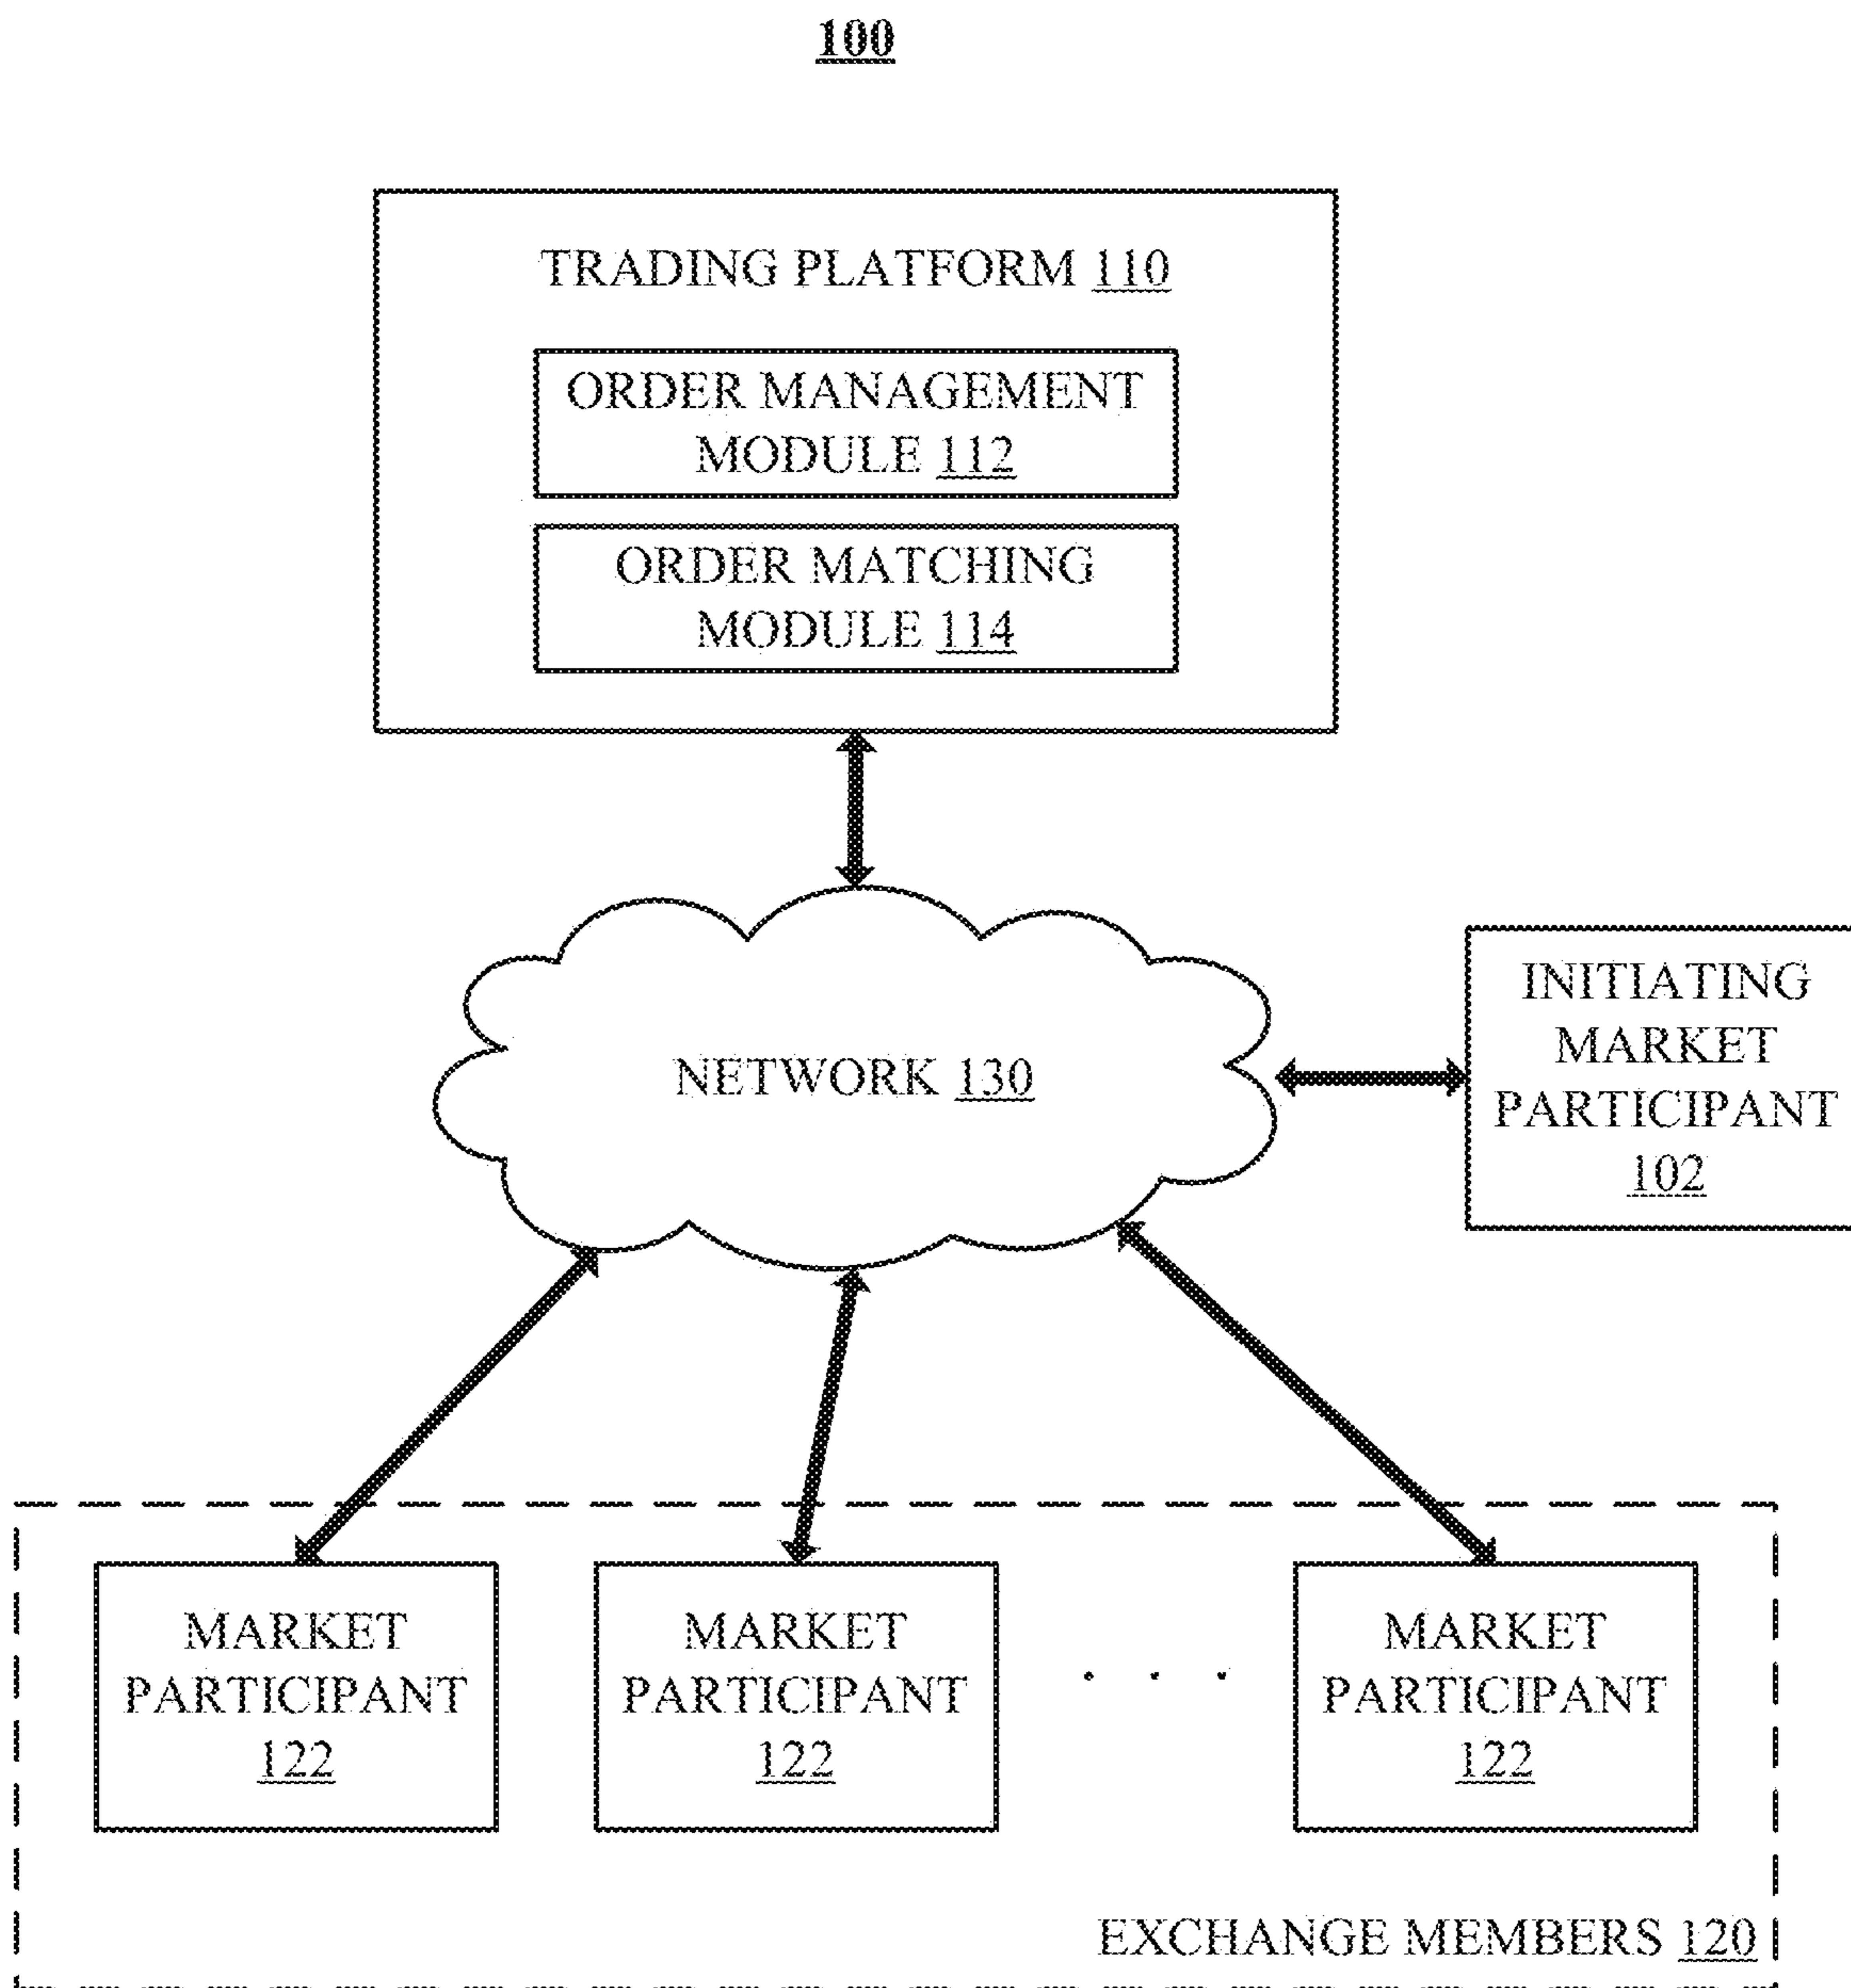 100
TRADING PLATFORM 110
ORDER MANAGEMENT
MODULE 112
ORDER MATCHING
MODULE 114
NETWORK 130
INITIATING
MARKET
PARTICIPANT
102
MARKET
PARTICIPANT
122
MARKET
PARTICIPANT
122
. . .
MARKET
PARTICIPANT
122
EXCHANGE MEMBERS 120